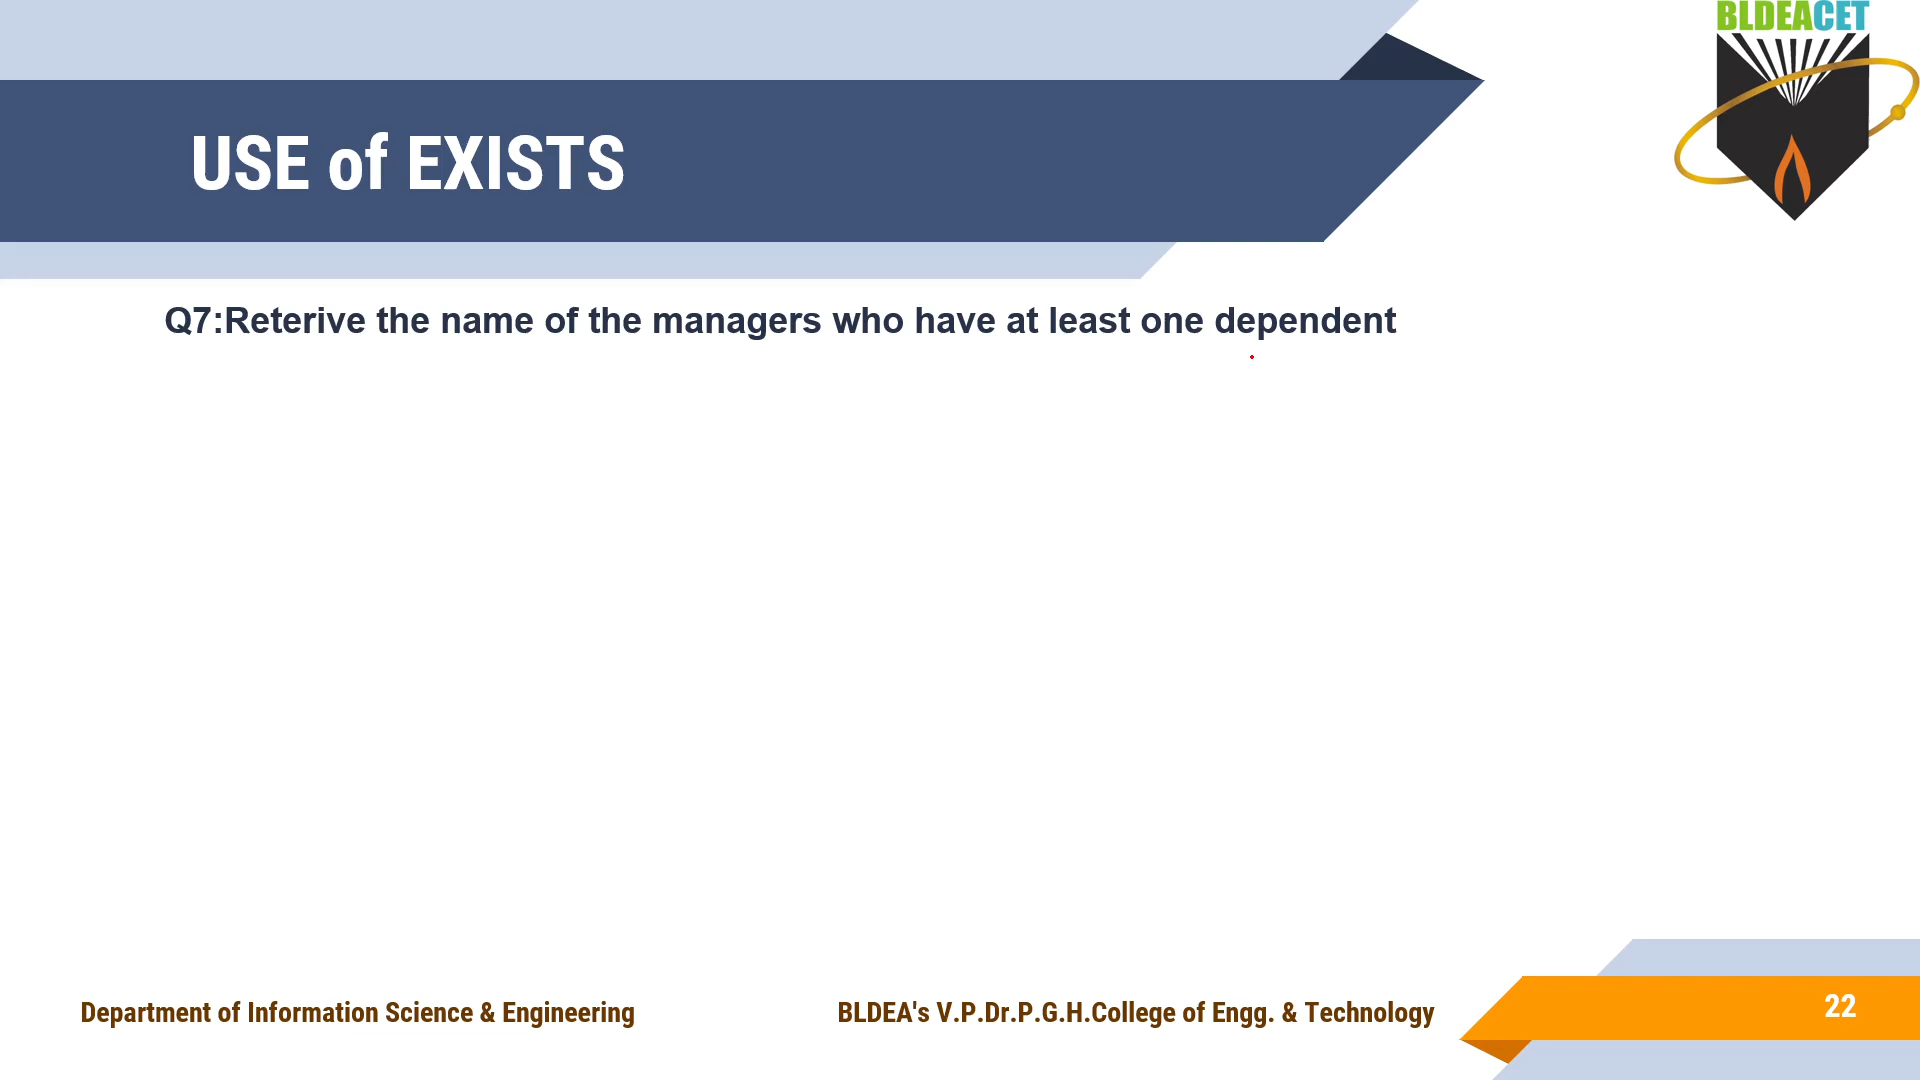 BLDEACET
USE of EXISTS
Q7:Reterive the name of the managers who have at least one dependent
Department of Information Science & Engineering
BLDEA's V.P.Dr.P.G.H.College of Engg. & Technology
22